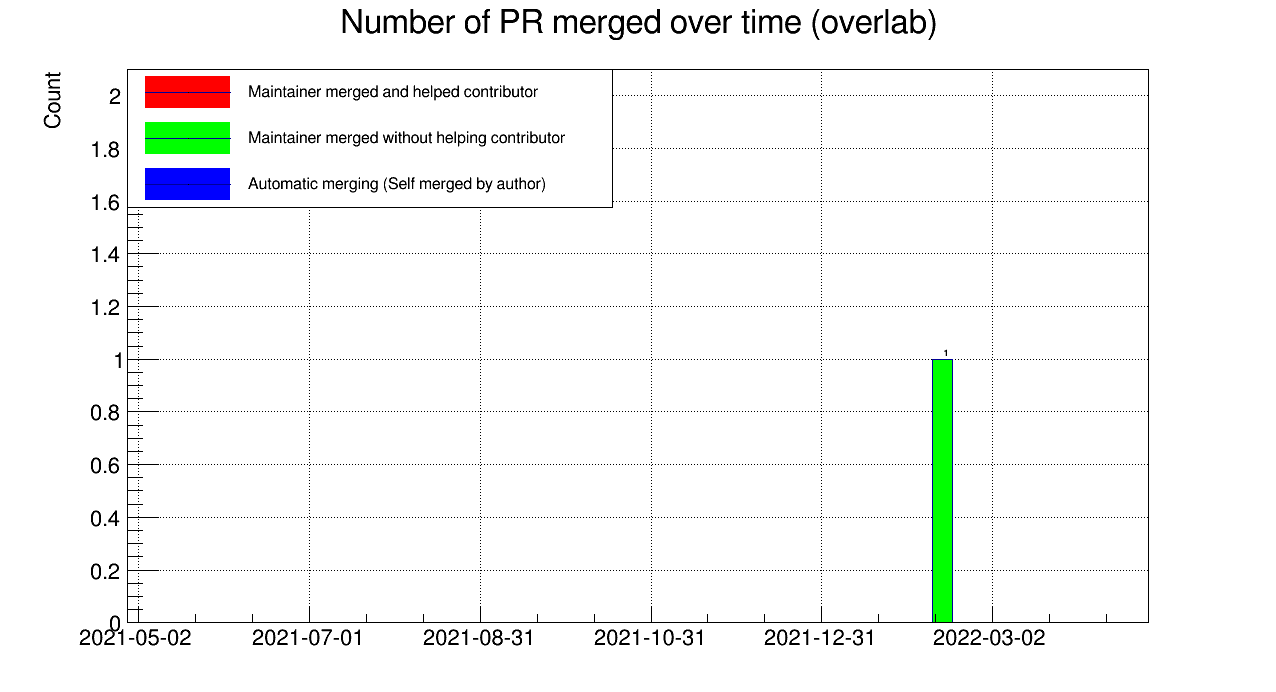 Number of PR merged over time (overlab)
Count
Maintainer merged and helped contributor
Maintainer merged without helping contributor
Automatic merging (Self merged by author)
2
1.8
1.6
1.4
1.2
1
0.8
0.6
0.4
0.2
0
1
2021-05-02 2021-07-01 2021-08-31 2021-10-31 2021-12-31 2022-03-02